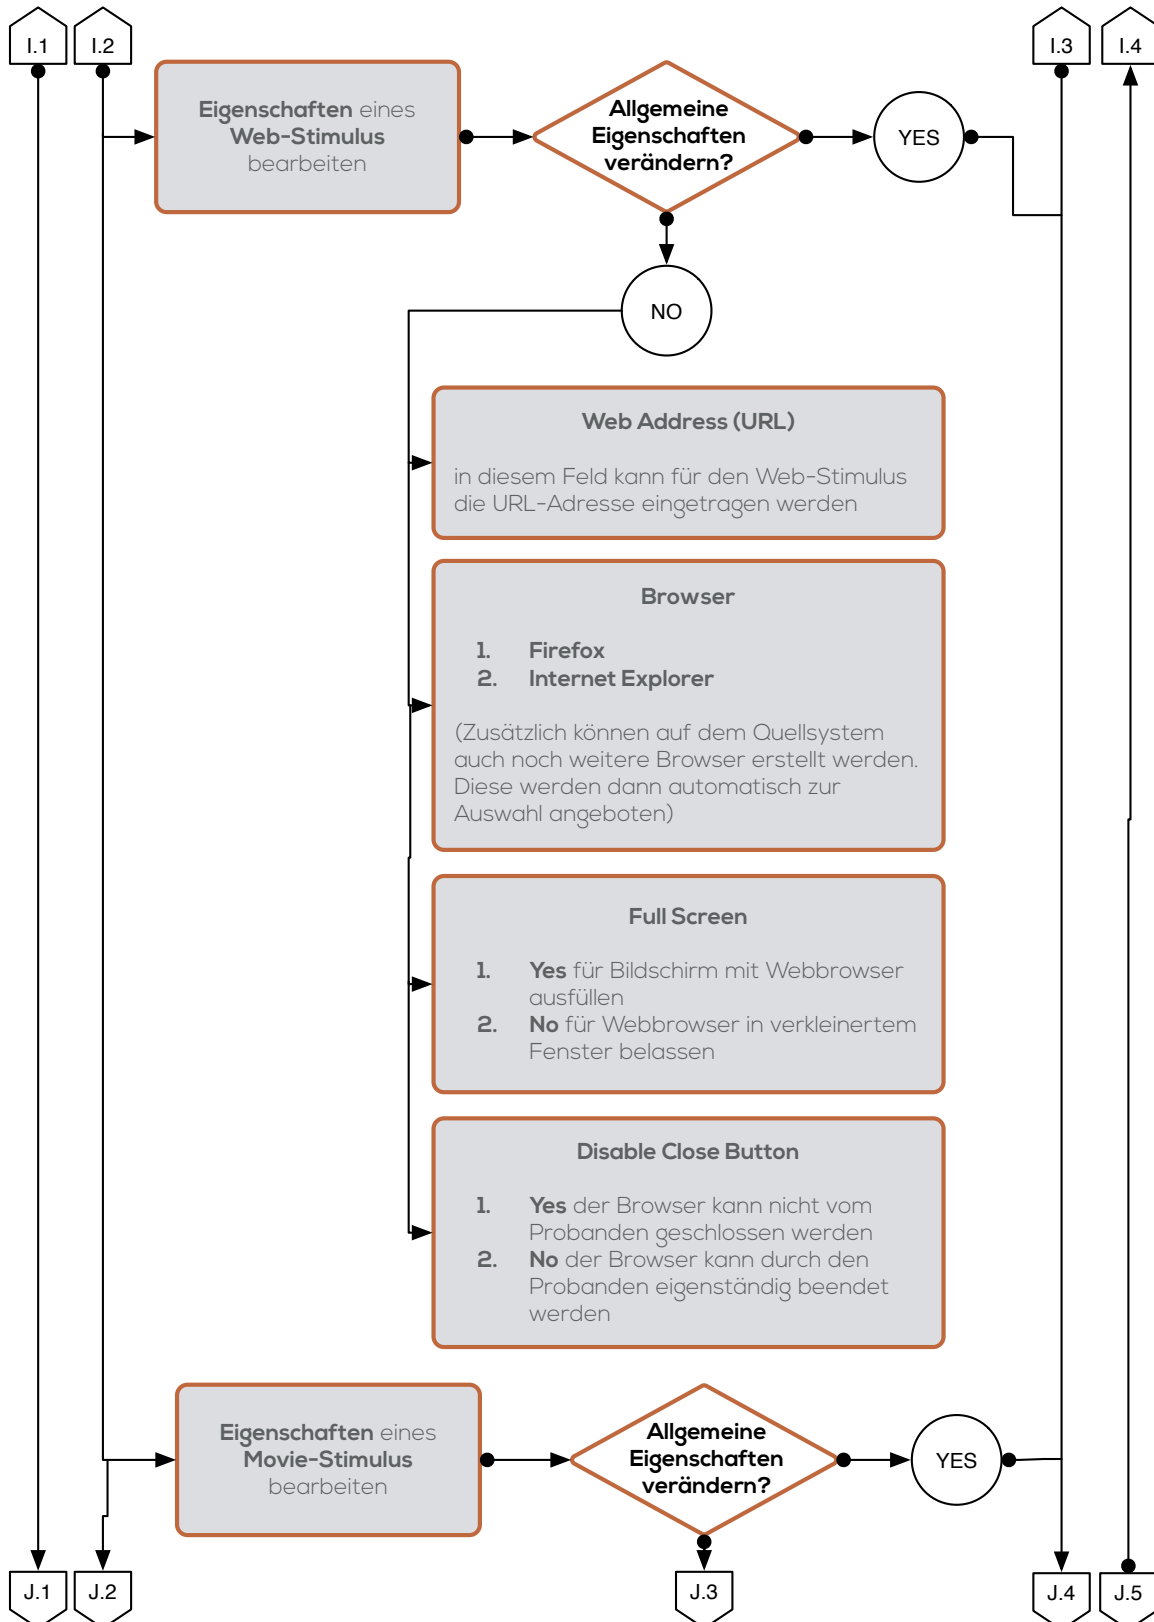 I.1
I.2
I.3
I.4
Eigenschaften eines
Web-Stimulus
bearbeiten
Allgemeine
Eigenschaften
verändern?
YES
NO
Web Address (URL)
in diesem Feld kann für den Web-Stimulus
die URL-Adresse eingetragen werden
Browser
1. Firefox
2. Internet Explorer
(Zusätzlich können auf dem Quellsystem
auch noch weitere Browser erstellt werden.
Diese werden dann automatisch zur
Auswahl angeboten)
Full Screen
1. Yes für Bildschirm mit Webbrowser
ausfüllen
2. No für Webbrowser in verkleinertem
Fenster belassen
Disable Close Button
1. Yes der Browser kann nicht vom
Probanden geschlossen werden
2. No der Browser kann durch den
Probanden eigenständig beendet
werden
Eigenschaften eines
Movie-Stimulus
bearbeiten
Allgemeine
Eigenschaften
verändern?
YES
J.1
J.2
J.3
J.4
J.5